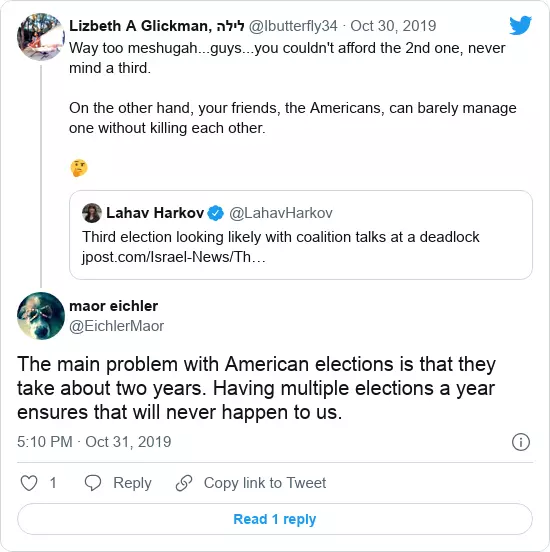 Lizbeth A Glickman, לילה @lbutterfly34 · Oct 30, 2019
Way too meshugah...guys...you couldn't afford the 2nd one, never
mind a third.
On the other hand, your friends, the Americans, can barely manage
one without killing each other.
🤔
Lahav Harkov @LahavHarkov
Third election looking likely with coalition talks at a deadlock
jpost.com/Israel-News/Th…
maor eichler
@EichlerMaor
The main problem with American elections is that they
take about two years. Having multiple elections a year
ensures that will never happen to us.
5:10 PM · Oct 31, 2019
1 Reply Copy link to Tweet
Read 1 reply